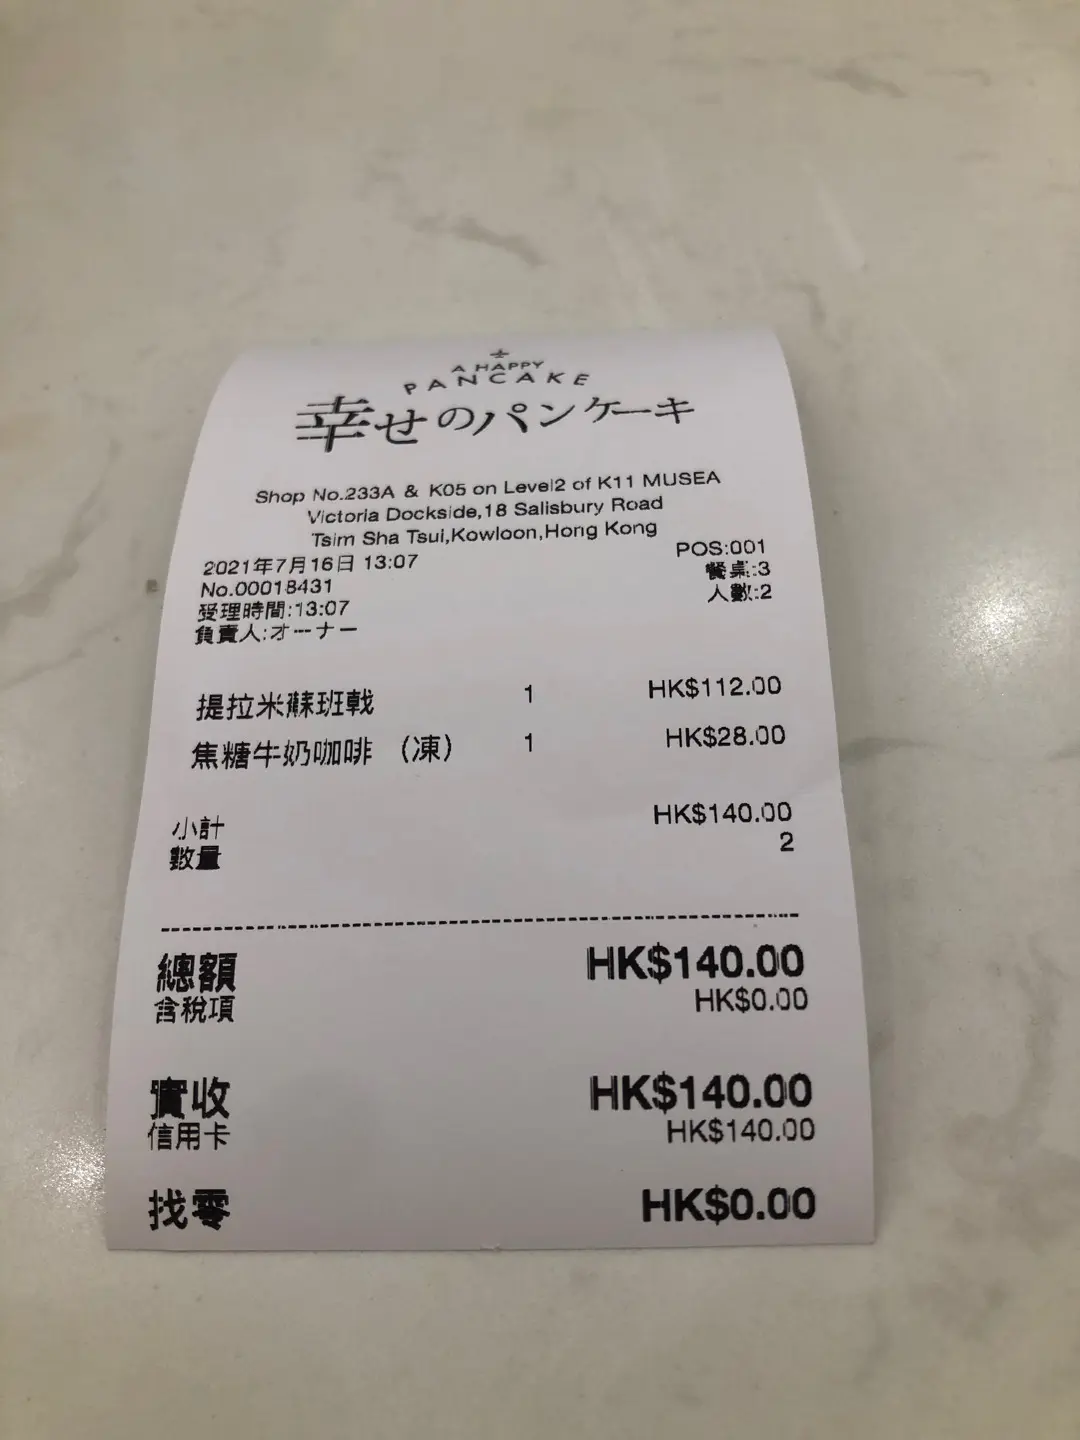 A HAPPY
PANCAKE
幸せのパンケーキ
Shop No.233A & K05 on Level2 of K11 MUSEA
Victoria Dockside,18 Salisbury Road
Tsim Sha Tsui,Kowloon,Hong Kong
2021年7月16日 13:07 POS:001
No.00018431 餐桌:3
受理時間:13:07 人數:2
負責人:オーナー
提拉米蘇班戟 1 HK$112.00
焦糖牛奶咖啡 （凍） 1 HK$28.00
小計 HK$140.00
數量 2
總額 HK$140.00
含稅項 HK$0.00
實收 HK$140.00
信用卡 HK$140.00
找零 HK$0.00